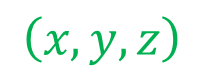 (x, y, z)